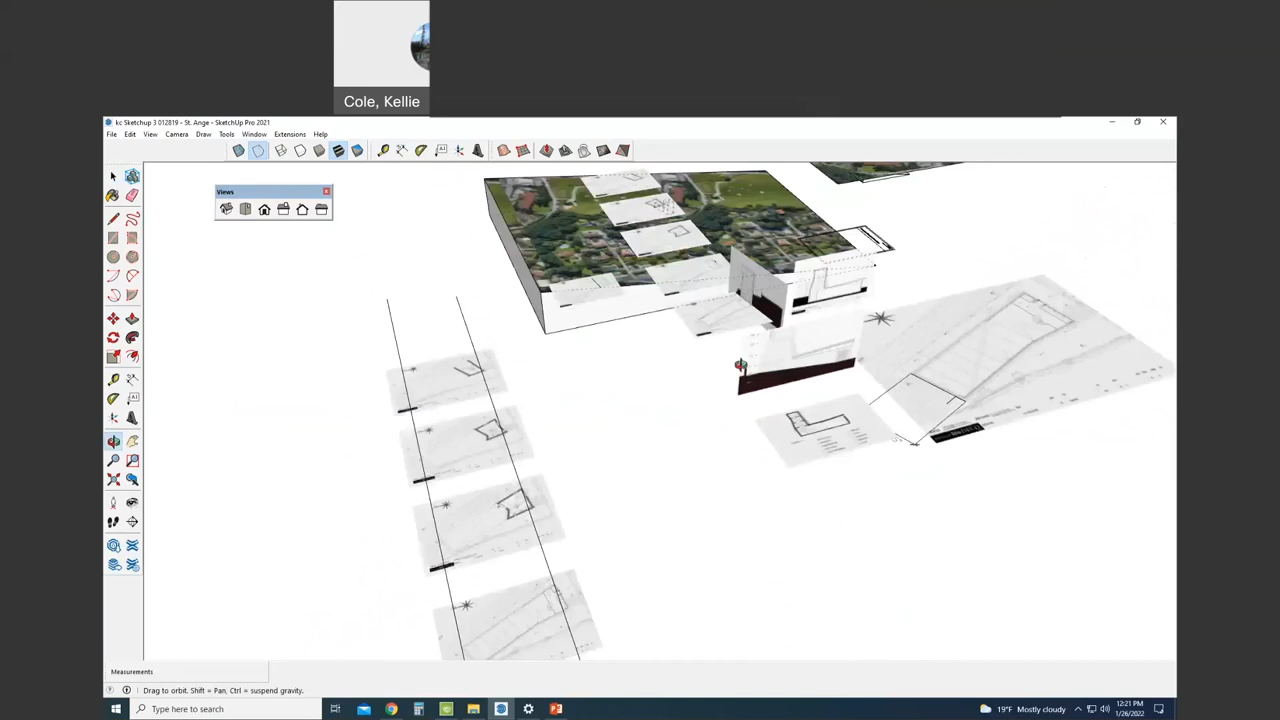 Cole, Kellie
kc Sketchup 3 012819 - St. Ange - SketchUp Pro 2021
File Edit View Camera Draw Tools Window Extensions Help
Views
Measurements
Drag to orbit. Shift = Pan, Ctrl = suspend gravity.
Type here to search
19°F Mostly cloudy
12:21 PM
1/26/2022